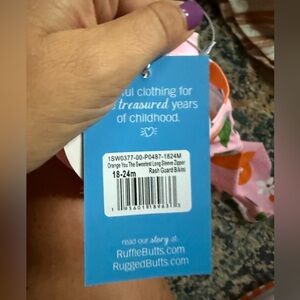 ful clothing for
treasured years
of childhood.
1SW0377-00-P0487-1824M
Orange You The Sweetest Long Sleeve Zipper
Rash Guard Bikini
18-24m
read our story at
RuffleButts.com
RuggedButts.com